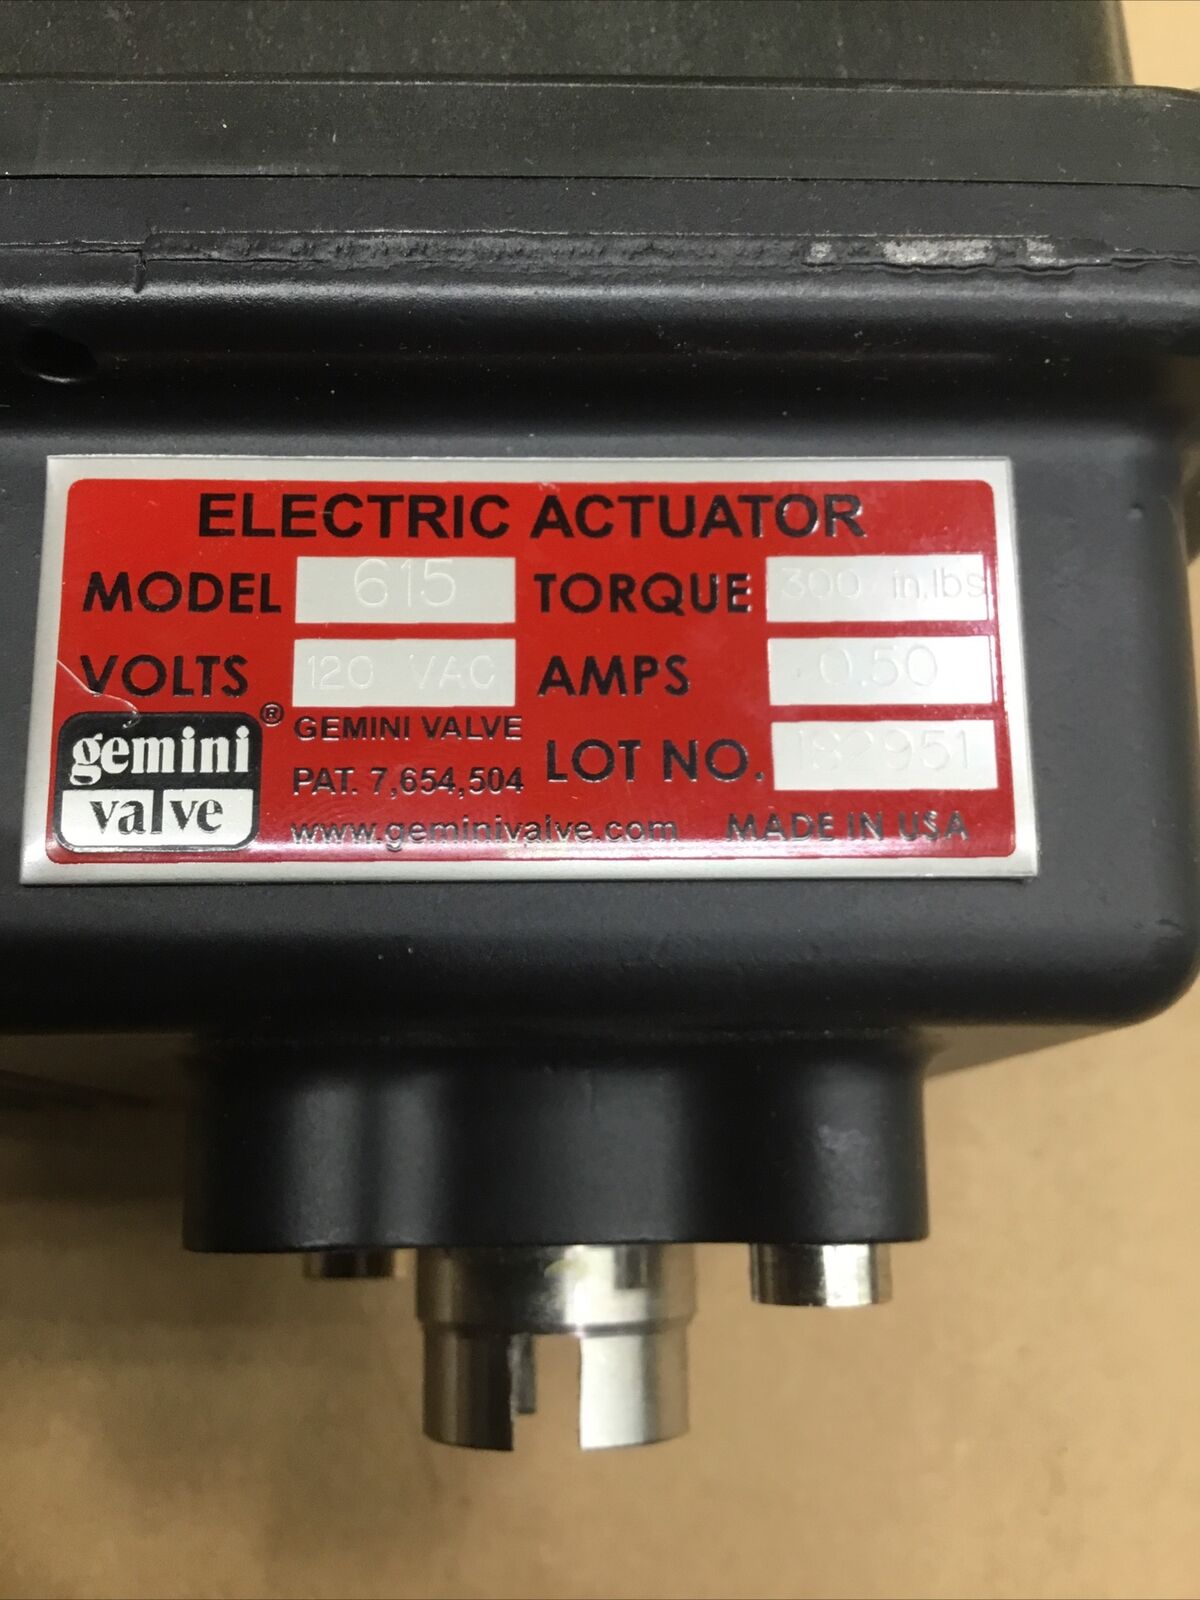 ELECTRIC ACTUATOR
MODEL 615 TORQUE 300 in.lbs
VOLTS 120 VAC AMPS 0.50
gemini valve ® GEMINI VALVE LOT NO. 182951
PAT. 7,654,504
www.geminivalve.com MADE IN USA